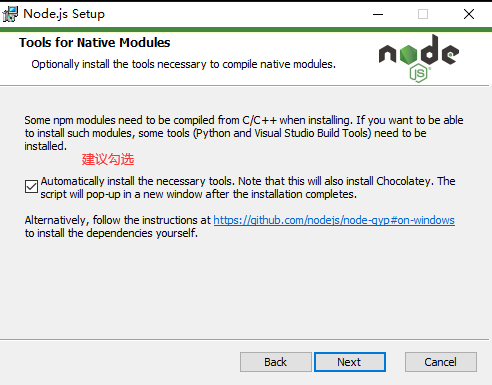 Node.js Setup
Tools for Native Modules
Optionally install the tools necessary to compile native modules.
node
JS
Some npm modules need to be compiled from C/C++ when installing. If you want to be able
to install such modules, some tools (Python and Visual Studio Build Tools) need to be
installed.
建议勾选
Automatically install the necessary tools. Note that this will also install Chocolatey. The
script will pop-up in a new window after the installation completes.
Alternatively, follow the instructions at https://github.com/nodejs/node-gyp#on-windows
to install the dependencies yourself.
Back
Next
Cancel